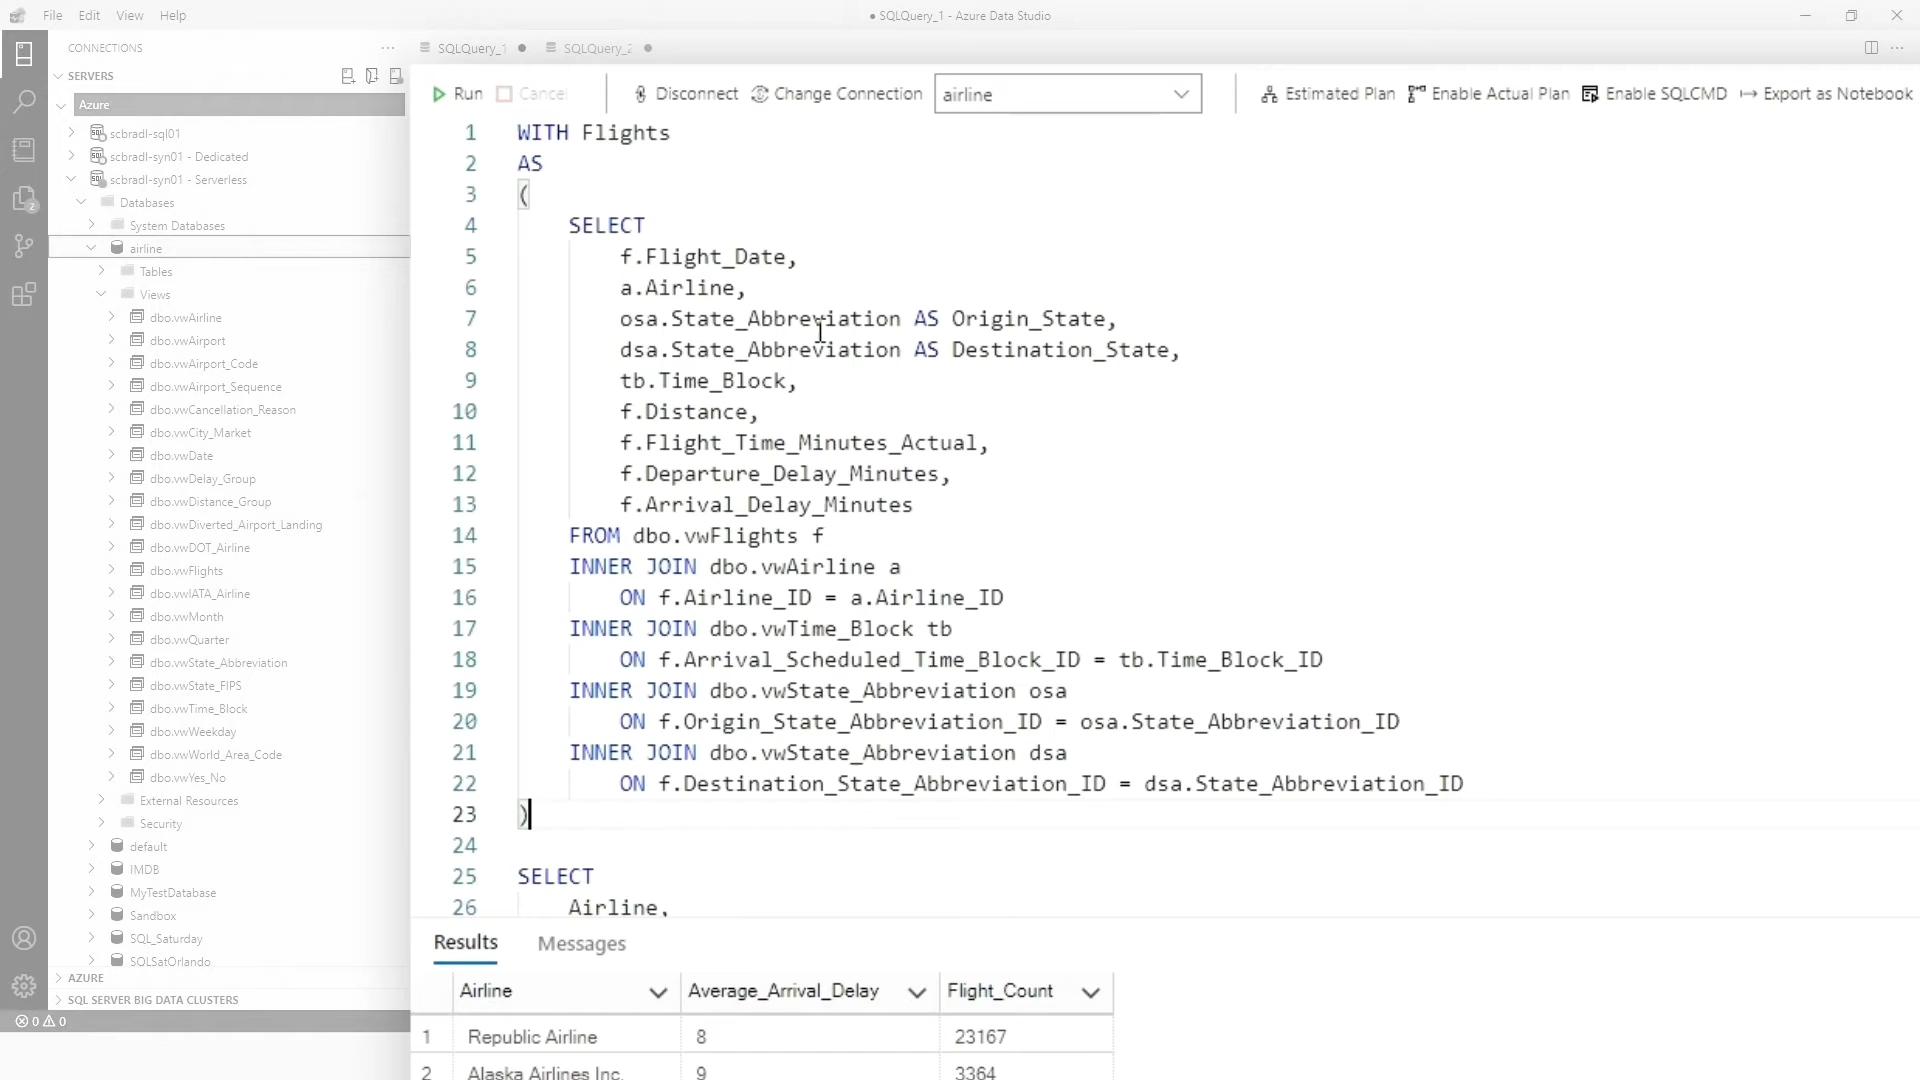 File Edit View Help
● SQLQuery_1 - Azure Data Studio
CONNECTIONS
SQLQuery_1
SQLQuery_2
SERVERS
Azure
scbradl-sql01
scbradl-syn01 - Dedicated
scbradl-syn01 - Serverless
Databases
System Databases
airline
Tables
Views
dbo.vwAirline
dbo.vwAirport
dbo.vwAirport_Code
dbo.vwAirport_Sequence
dbo.vwCancellation_Reason
dbo.vwCity_Market
dbo.vwDate
dbo.vwDelay_Group
dbo.vwDistance_Group
dbo.vwDiverted_Airport_Landing
dbo.vwDOT_Airline
dbo.vwFlights
dbo.vwIATA_Airline
dbo.vwMonth
dbo.vwQuarter
dbo.vwState_Abbreviation
dbo.vwState_FIPS
dbo.vwTime_Block
dbo.vwWeekday
dbo.vwWorld_Area_Code
dbo.vwYes_No
External Resources
Security
default
IMDB
MyTestDatabase
Sandbox
SQL_Saturday
SQLSatOrlando
AZURE
SQL SERVER BIG DATA CLUSTERS
2
0 0
Run Cancel Disconnect Change Connection airline Estimated Plan Enable Actual Plan Enable SQLCMD Export as Notebook
1 WITH Flights
2 AS
3 (
4 SELECT
5 f.Flight_Date,
6 a.Airline,
7 osa.State_Abbreviation AS Origin_State,
8 dsa.State_Abbreviation AS Destination_State,
9 tb.Time_Block,
10 f.Distance,
11 f.Flight_Time_Minutes_Actual,
12 f.Departure_Delay_Minutes,
13 f.Arrival_Delay_Minutes
14 FROM dbo.vwFlights f
15 INNER JOIN dbo.vwAirline a
16 ON f.Airline_ID = a.Airline_ID
17 INNER JOIN dbo.vwTime_Block tb
18 ON f.Arrival_Scheduled_Time_Block_ID = tb.Time_Block_ID
19 INNER JOIN dbo.vwState_Abbreviation osa
20 ON f.Origin_State_Abbreviation_ID = osa.State_Abbreviation_ID
21 INNER JOIN dbo.vwState_Abbreviation dsa
22 ON f.Destination_State_Abbreviation_ID = dsa.State_Abbreviation_ID
23 )
24
25 SELECT
26 Airline,
Results Messages
Airline Average_Arrival_Delay Flight_Count
1 Republic Airline 8 23167
2 Alaska Airlines Inc. 9 3364